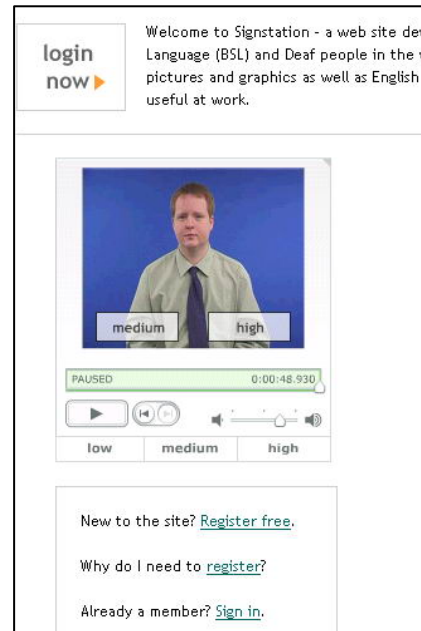 login
now
Welcome to Signstation - a web site de
Language (BSL) and Deaf people in the
pictures and graphics as well as English
useful at work.
medium high
PAUSED 0:00:48.930
low medium high
New to the site? Register free.
Why do I need to register?
Already a member? Sign in.